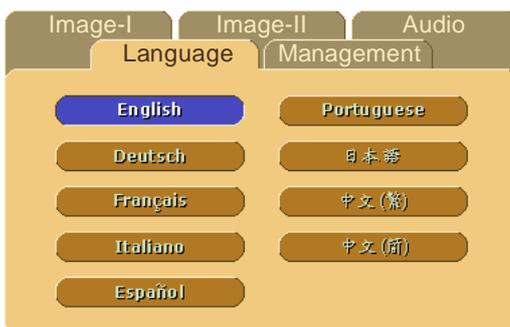 Image-I Image-II Audio
Language Management
English Portuguese
Deutsch 日本語
Français 中文(繁)
Italiano 中文(簡)
Español